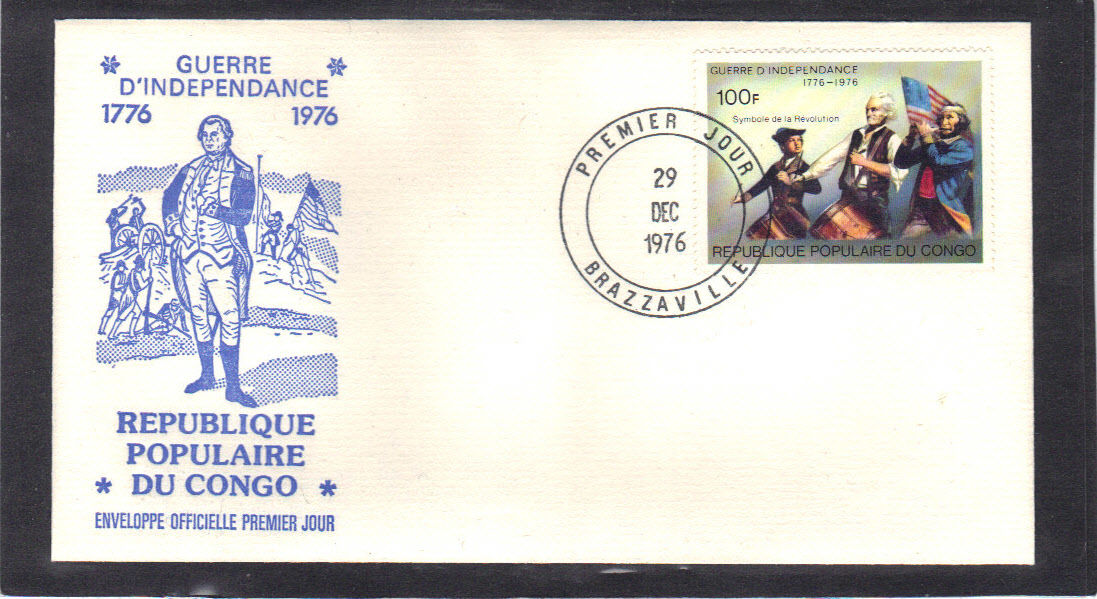 GUERRE
D'INDEPENDANCE
1776 1976
REPUBLIQUE
POPULAIRE
* DU CONGO *
ENVELOPPE OFFICIELLE PREMIER JOUR
PREMIER JOUR
29
DEC
1976
BRAZZAVILLE
GUERRE D'INDEPENDANCE
1776-1976
100F
Symbole de la Révolution
REPUBLIQUE POPULAIRE DU CONGO